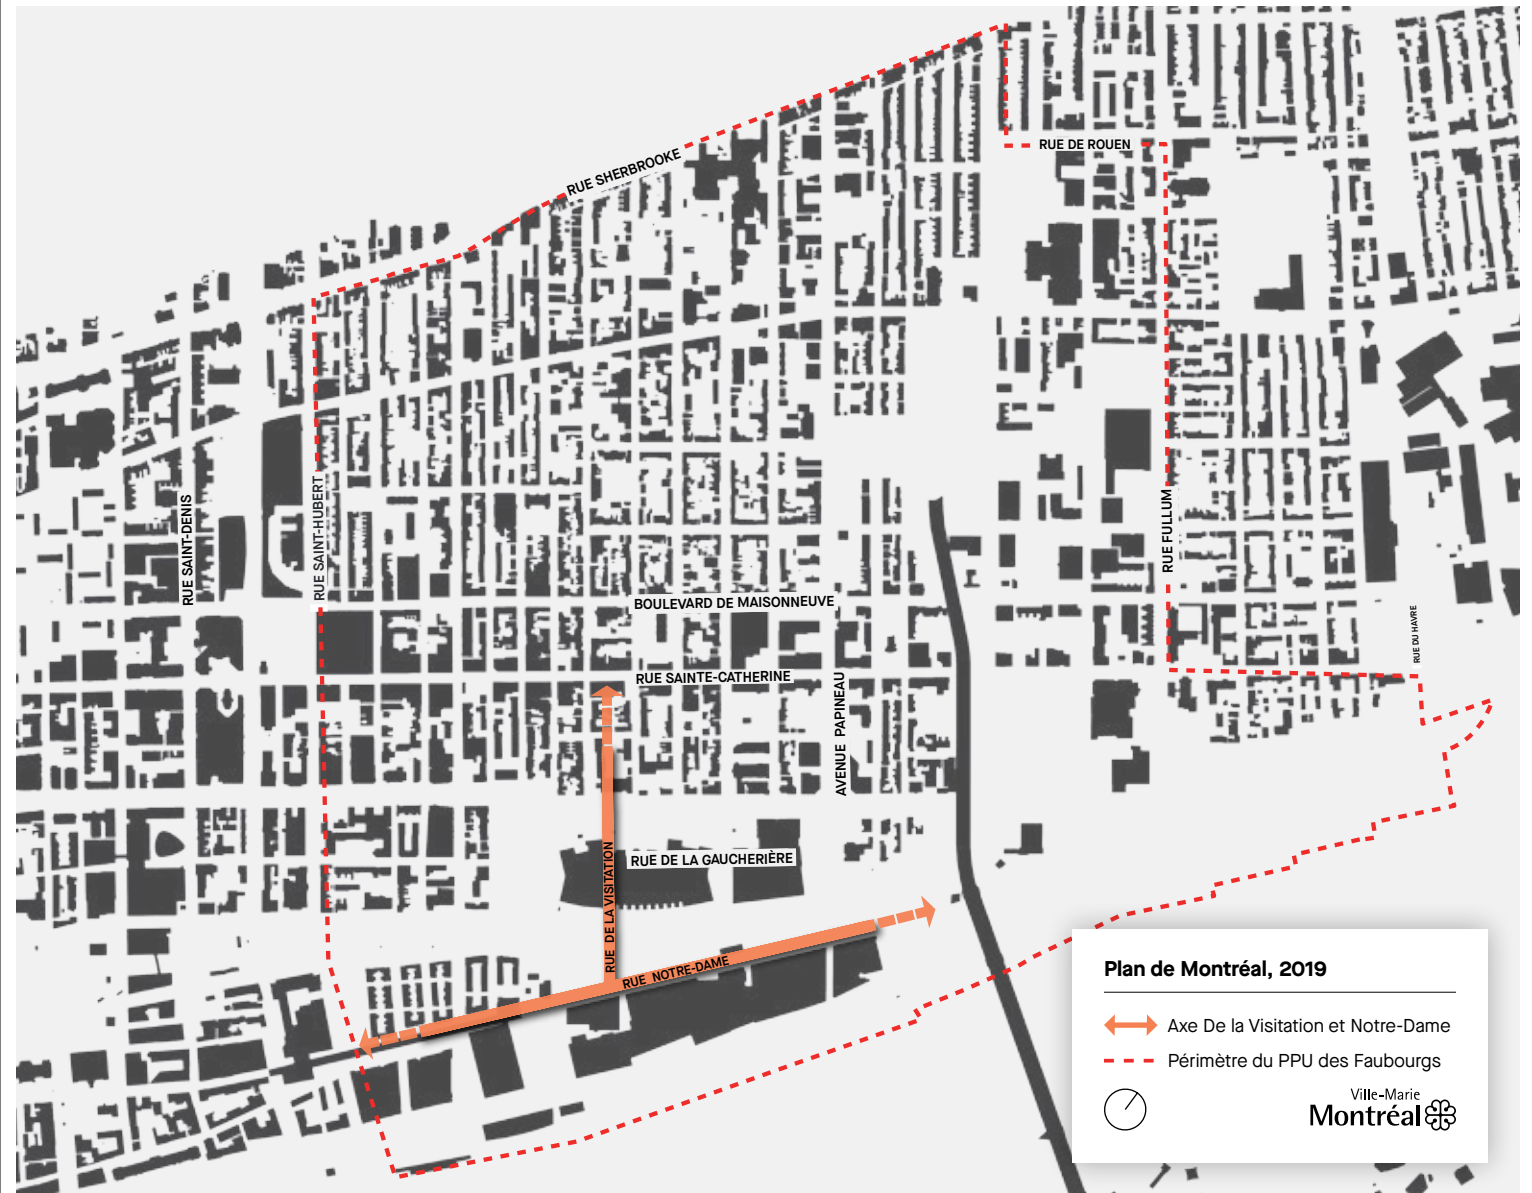 RUE SHERBROOKE
RUE DE ROUEN
RUE SAINT-DENIS
RUE SAINT-HUBERT
RUE FULLUM
BOULEVARD DE MAISONNEUVE
RUE DU HAVRE
RUE SAINTE-CATHERINE
AVENUE PAPINEAU
RUE DE LA GAUCHERIÈRE
RUE DE LA VISITATION
RUE NOTRE-DAME
Plan de Montréal, 2019
Axe De la Visitation et Notre-Dame
Périmètre du PPU des Faubourgs
Ville-Marie
Montréal